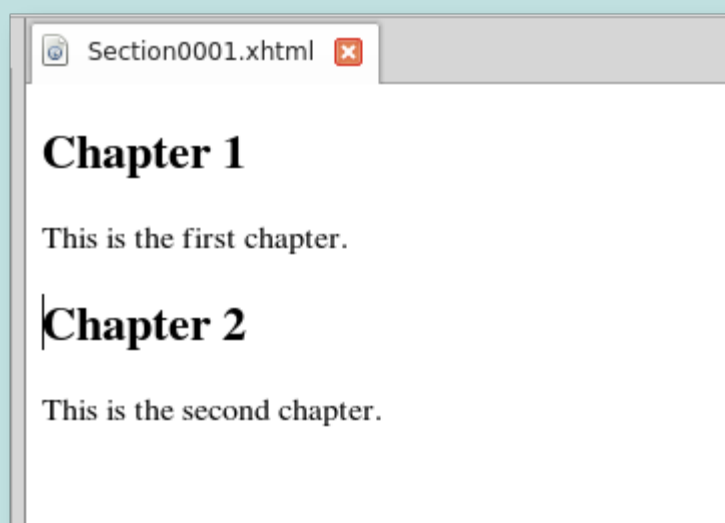 Section0001.xhtml
Chapter 1
This is the first chapter.
Chapter 2
This is the second chapter.